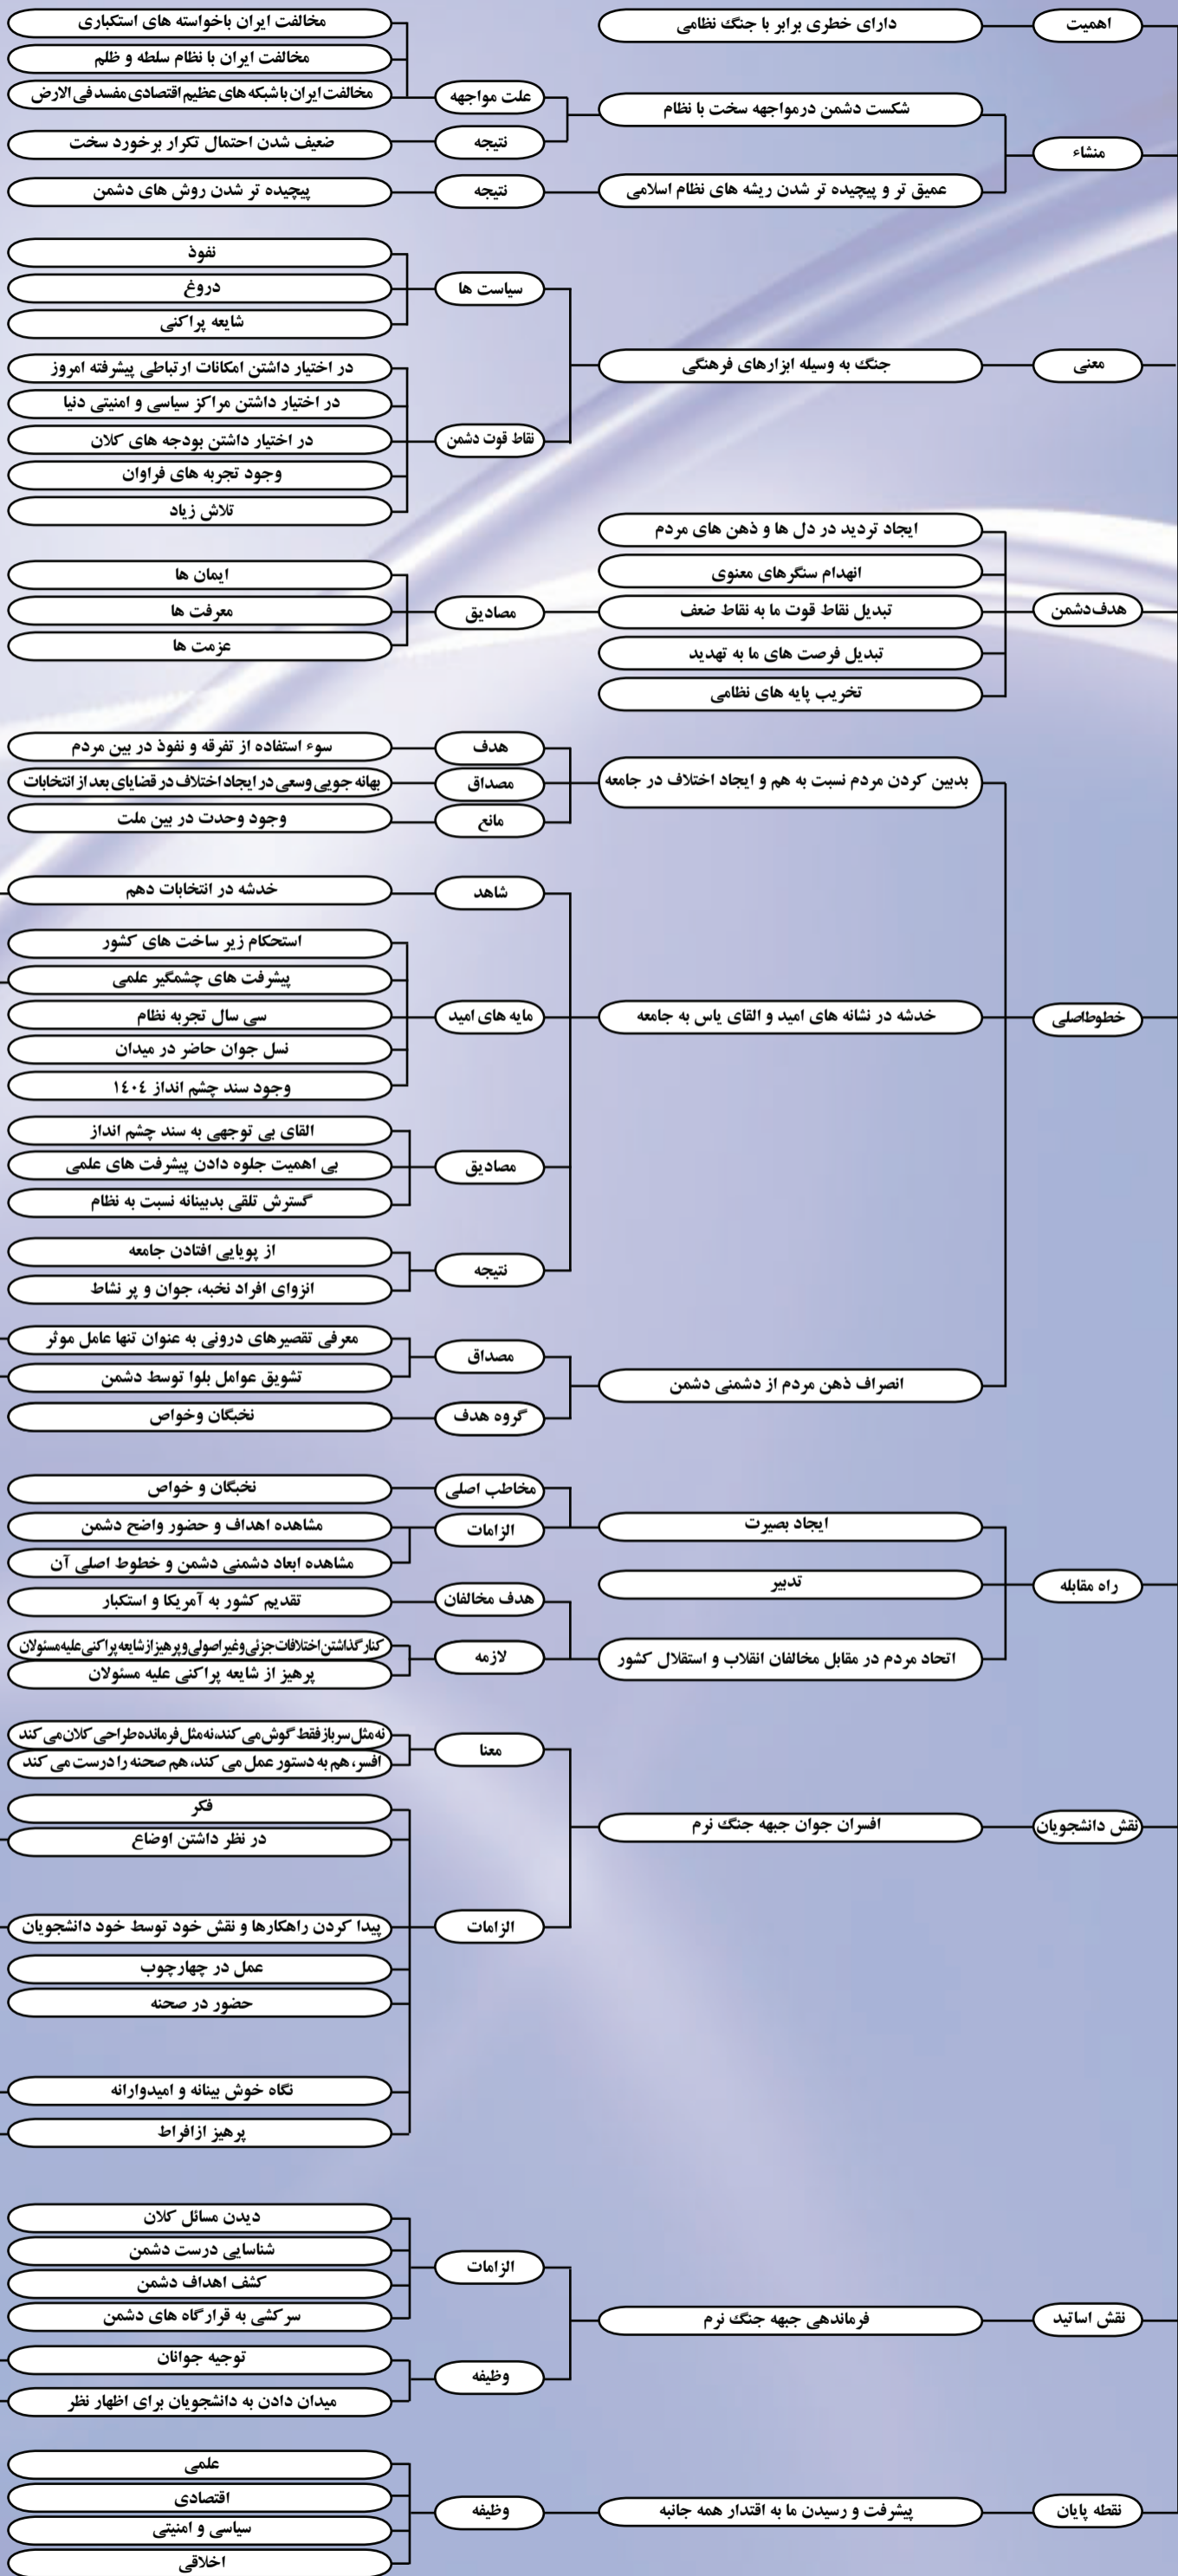 اهمیت
دارای خطری برابر با جنگ نظامی
منشاء
شکست دشمن درمواجهه سخت با نظام
علت مواجهه
مخالفت ایران باخواسته های استکباری
مخالفت ایران با نظام سلطه و ظلم
مخالفت ایران با شبکه های عظیم اقتصادی مفسد فی الارض
نتیجه
ضعیف شدن احتمال تکرار برخورد سخت
عمیق تر و پیچیده تر شدن ریشه های نظام اسلامی
نتیجه
پیچیده تر شدن روش های دشمن
معنی
جنگ به وسیله ابزارهای فرهنگی
سیاست ها
نفوذ
دروغ
شایعه پراکنی
نقاط قوت دشمن
در اختیار داشتن امکانات ارتباطی پیشرفته امروز
در اختیار داشتن مراکز سیاسی و امنیتی دنیا
در اختیار داشتن بودجه های کلان
وجود تجربه های فراوان
تلاش زیاد
هدف دشمن
ایجاد تردید در دل ها و ذهن های مردم
انهدام سنگرهای معنوی
تبدیل نقاط قوت ما به نقاط ضعف
مصادیق
ایمان ها
معرفت ها
عزمت ها
تبدیل فرصت های ما به تهدید
تخریب پایه های نظامی
خطوط اصلی
بدبین کردن مردم نسبت به هم و ایجاد اختلاف در جامعه
هدف
سوء استفاده از تفرقه و نفوذ در بین مردم
مصداق
بهانه جویی وسعی در ایجاد اختلاف در قضایای بعد از انتخابات
مانع
وجود وحدت در بین ملت
خدشه در نشانه های امید و القای یاس به جامعه
شاهد
خدشه در انتخابات دهم
مایه های امید
استحکام زیر ساخت های کشور
پیشرفت های چشمگیر علمی
سی سال تجربه نظام
نسل جوان حاضر در میدان
وجود سند چشم انداز ١٤٠٤
مصادیق
القای بی توجهی به سند چشم انداز
بی اهمیت جلوه دادن پیشرفت های علمی
گسترش تلقی بدبینانه نسبت به نظام
نتیجه
از پویایی افتادن جامعه
انزوای افراد نخبه، جوان و پر نشاط
انصراف ذهن مردم از دشمنی دشمن
مصداق
معرفی تقصیرهای درونی به عنوان تنها عامل موثر
تشویق عوامل بلوا توسط دشمن
گروه هدف
نخبگان وخواص
راه مقابله
ایجاد بصیرت
مخاطب اصلی
نخبگان و خواص
الزامات
مشاهده اهداف و حضور واضح دشمن
مشاهده ابعاد دشمنی دشمن و خطوط اصلی آن
تدبیر
اتحاد مردم در مقابل مخالفان انقلاب و استقلال کشور
هدف مخالفان
تقدیم کشور به آمریکا و استکبار
لازمه
کنار گذاشتن اختلافات جزئی وغیر اصولی و پرهیز از شایعه پراکنی علیه مسئولان
پرهیز از شایعه پراکنی علیه مسئولان
نقش دانشجویان
افسران جوان جبهه جنگ نرم
معنا
نه مثل سرباز فقط گوش می کند، نه مثل فرمانده طراحی کلان می کند
افسر، هم به دستور عمل می کند، هم صحنه را درست می کند
الزامات
فکر
در نظر داشتن اوضاع
پیدا کردن راهکارها و نقش خود توسط خود دانشجویان
عمل در چهارچوب
حضور در صحنه
نگاه خوش بینانه و امیدوارانه
پرهیز ازافراط
نقش اساتید
فرماندهی جبهه جنگ نرم
الزامات
دیدن مسائل کلان
شناسایی درست دشمن
کشف اهداف دشمن
سرکشی به قرارگاه های دشمن
وظیفه
توجیه جوانان
میدان دادن به دانشجویان برای اظهار نظر
نقطه پایان
پیشرفت و رسیدن ما به اقتدار همه جانبه
وظیفه
علمی
اقتصادی
سیاسی و امنیتی
اخلاقی